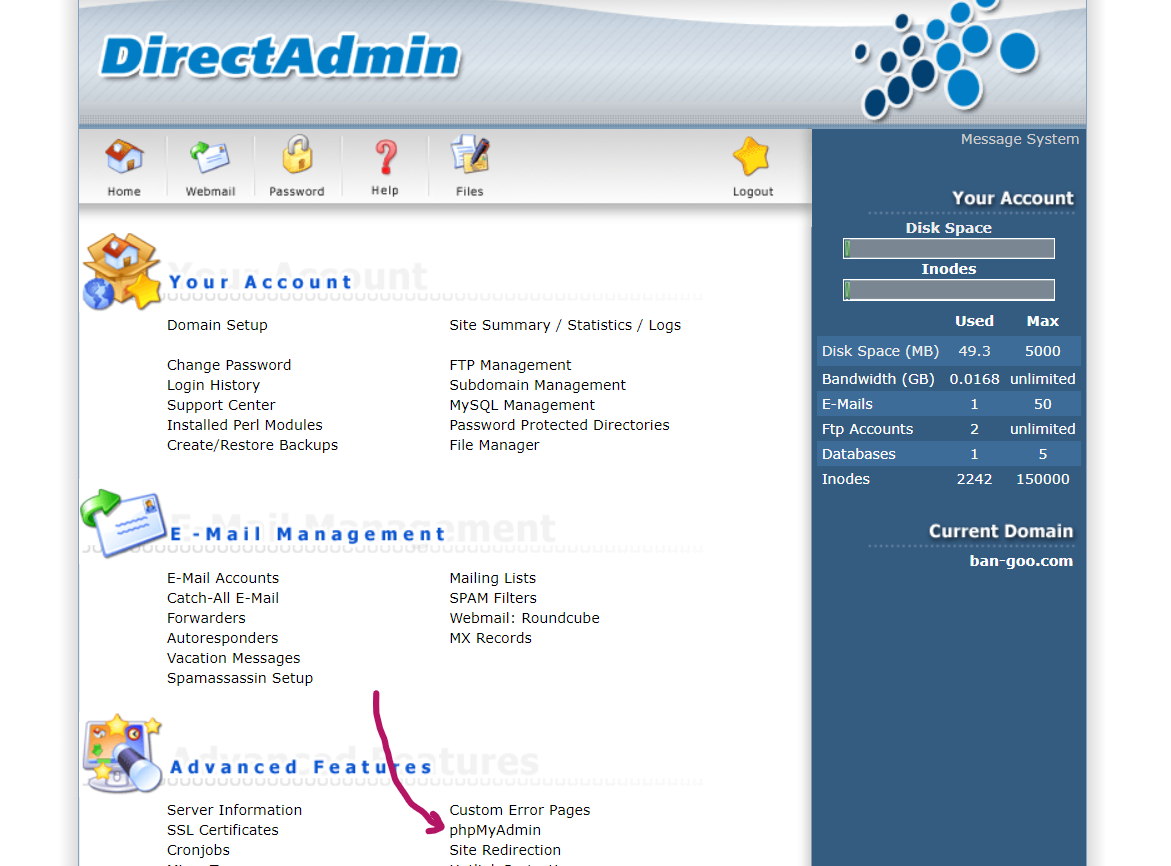 DirectAdmin
Message System
Home
Webmail
Password
Help
Files
Logout
Your Account
Domain Setup
Site Summary / Statistics / Logs
Change Password
FTP Management
Login History
Subdomain Management
Support Center
MySQL Management
Installed Perl Modules
Password Protected Directories
Create/Restore Backups
File Manager
E-Mail Management
E-Mail Accounts
Mailing Lists
Catch-All E-Mail
SPAM Filters
Forwarders
Webmail: Roundcube
Autoresponders
MX Records
Vacation Messages
Spamassassin Setup
Advanced Features
Server Information
Custom Error Pages
SSL Certificates
phpMyAdmin
Cronjobs
Site Redirection
Your Account
Disk Space
Inodes
Used Max
Disk Space (MB) 49.3 5000
Bandwidth (GB) 0.0168 unlimited
E-Mails 1 50
Ftp Accounts 2 unlimited
Databases 1 5
Inodes 2242 150000
Current Domain
ban-goo.com